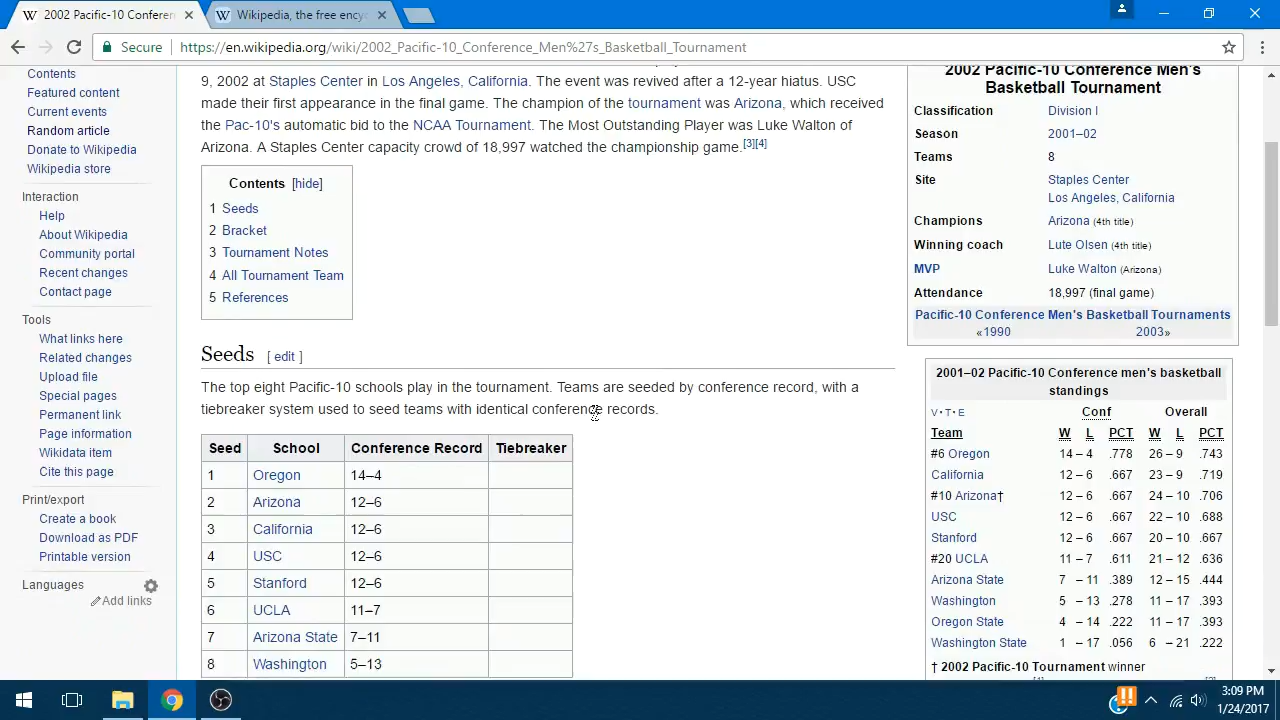 2002 Pacific-10 Conferen
Wikipedia, the free ency
Secure https://en.wikipedia.org/wiki/2002_Pacific-10_Conference_Men%27s_Basketball_Tournament
Contents
Featured content
Current events
Random article
Donate to Wikipedia
Wikipedia store
Interaction
Help
About Wikipedia
Community portal
Recent changes
Contact page
Tools
What links here
Related changes
Upload file
Special pages
Permanent link
Page information
Wikidata item
Cite this page
Print/export
Create a book
Download as PDF
Printable version
Languages
Add links
9, 2002 at Staples Center in Los Angeles, California. The event was revived after a 12-year hiatus. USC
made their first appearance in the final game. The champion of the tournament was Arizona, which received
the Pac-10's automatic bid to the NCAA Tournament. The Most Outstanding Player was Luke Walton of
Arizona. A Staples Center capacity crowd of 18,997 watched the championship game.[3][4]
Contents [hide]
1 Seeds
2 Bracket
3 Tournament Notes
4 All Tournament Team
5 References
Seeds [ edit ]
The top eight Pacific-10 schools play in the tournament. Teams are seeded by conference record, with a
tiebreaker system used to seed teams with identical conference records.
Seed School Conference Record Tiebreaker
1 Oregon 14–4
2 Arizona 12–6
3 California 12–6
4 USC 12–6
5 Stanford 12–6
6 UCLA 11–7
7 Arizona State 7–11
8 Washington 5–13
2002 Pacific-10 Conference Men's
Basketball Tournament
Classification Division I
Season 2001–02
Teams 8
Site Staples Center
Los Angeles, California
Champions Arizona (4th title)
Winning coach Lute Olsen (4th title)
MVP Luke Walton (Arizona)
Attendance 18,997 (final game)
Pacific-10 Conference Men's Basketball Tournaments
«1990 2003»
2001–02 Pacific-10 Conference men's basketball
standings
V · T · E Conf Overall
Team W L PCT W L PCT
#6 Oregon 14 – 4 .778 26 – 9 .743
California 12 – 6 .667 23 – 9 .719
#10 Arizona† 12 – 6 .667 24 – 10 .706
USC 12 – 6 .667 22 – 10 .688
Stanford 12 – 6 .667 20 – 10 .667
#20 UCLA 11 – 7 .611 21 – 12 .636
Arizona State 7 – 11 .389 12 – 15 .444
Washington 5 – 13 .278 11 – 17 .393
Oregon State 4 – 14 .222 11 – 17 .393
Washington State 1 – 17 .056 6 – 21 .222
† 2002 Pacific-10 Tournament winner
3:09 PM
1/24/2017